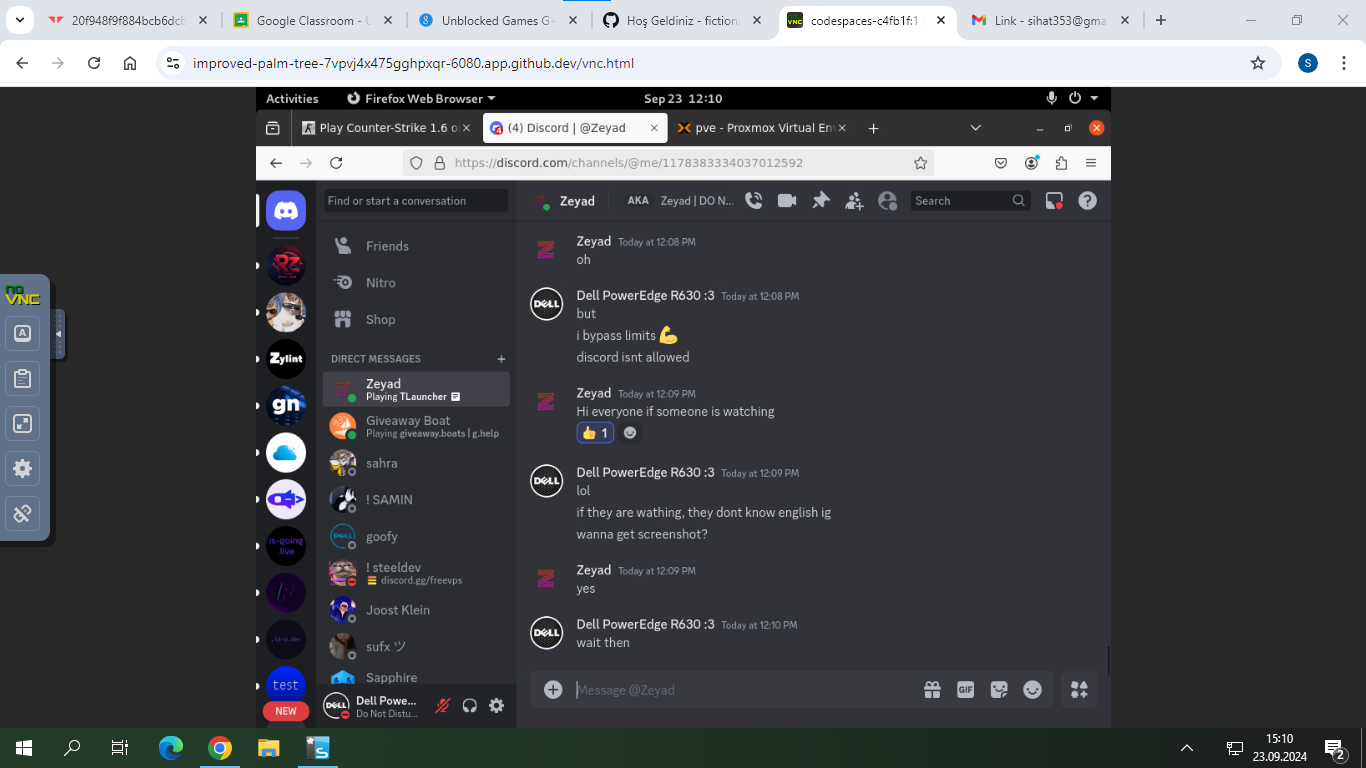 20f948f9f884bcb6dcb
Google Classroom - U
Unblocked Games G+
Hoş Geldiniz - fiction
codespaces-c4fb1f:1
Link - sihat353@gma
improved-palm-tree-7vpvj4x475gghpxqr-6080.app.github.dev/vnc.html
S
Activities
Firefox Web Browser
Sep 23 12:10
Play Counter-Strike 1.6 o
(4) Discord | @Zeyad
pve - Proxmox Virtual Env
https://discord.com/channels/@me/1178383334037012592
no
VNC
A
Find or start a conversation
Friends
Nitro
Shop
DIRECT MESSAGES
Zeyad
Playing TLauncher
Giveaway Boat
Playing giveaway.boats | g.help
sahra
! SAMIN
goofy
! steeldev
discord.gg/freevps
Joost Klein
sufx ツ
Sapphire
Dell Powe...
Do Not Distu...
Rz
Zylint
gn
is-going
.live
.is-a.dev
test
NEW
Zeyad
AKA
Zeyad | DO N...
Search
Zeyad Today at 12:08 PM
oh
Dell PowerEdge R630 :3 Today at 12:08 PM
but
i bypass limits 💪
discord isnt allowed
Zeyad Today at 12:09 PM
Hi everyone if someone is watching
👍 1
Dell PowerEdge R630 :3 Today at 12:09 PM
lol
if they are wathing, they dont know english ig
wanna get screenshot?
Zeyad Today at 12:09 PM
yes
Dell PowerEdge R630 :3 Today at 12:10 PM
wait then
Message @Zeyad
GIF
15:10
23.09.2024
2